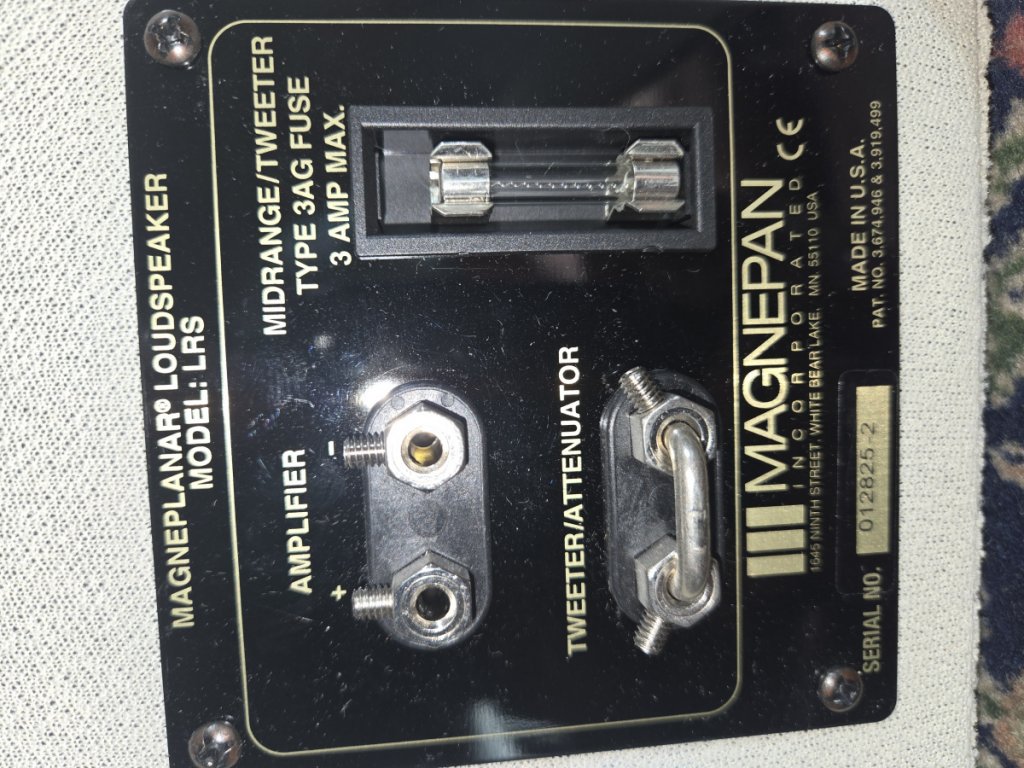 MAGNEPLANAR® LOUDSPEAKER
MODEL: LRS
AMPLIFIER
+ -
MIDRANGE/TWEETER
TYPE 3AG FUSE
3 AMP MAX.
TWEETER/ATTENUATOR
MAGNEPAN
INCORPORATED CE
1645 NINTH STREET, WHITE BEAR LAKE, MN. 55110 USA
SERIAL NO. 012825-2
MADE IN U.S.A.
PAT. NO. 3,674,946 & 3,919,499